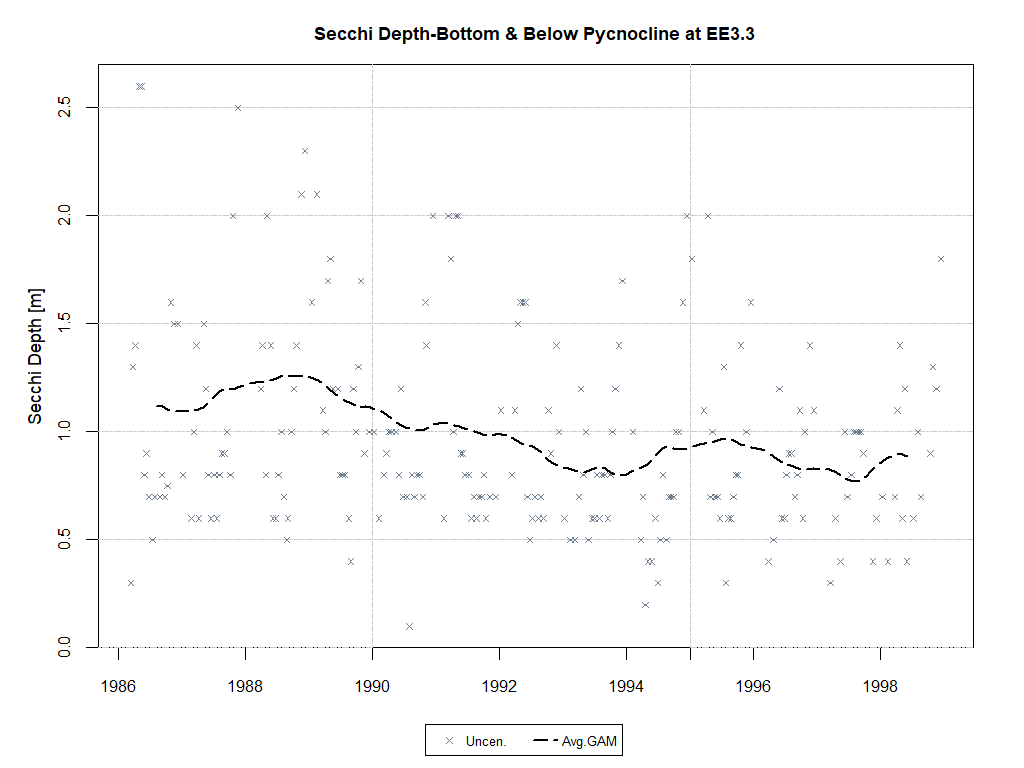 Secchi Depth-Bottom & Below Pycnocline at EE3.3
Secchi Depth [m]
2.5
2.0
1.5
1.0
0.5
0.0
1986 1988 1990 1992 1994 1996 1998
Uncen. Avg.GAM